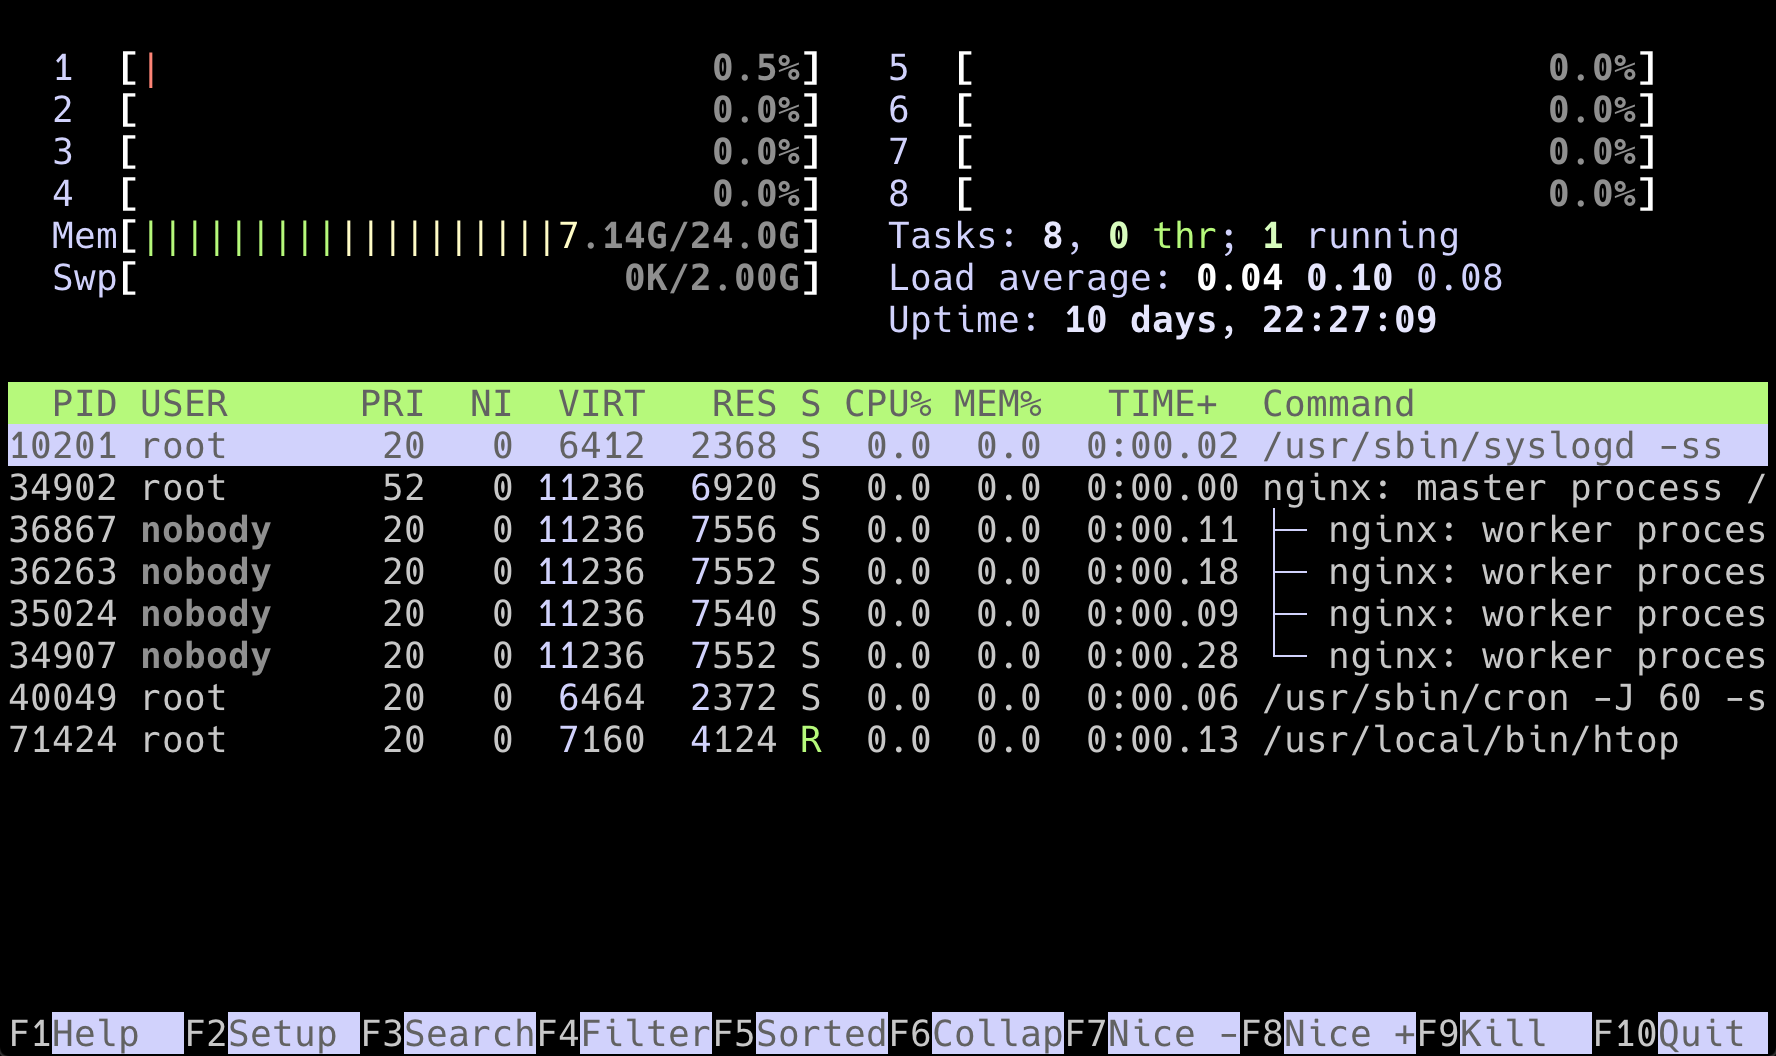 1 [| 0.5%] 5 [ 0.0%]
2 [ 0.0%] 6 [ 0.0%]
3 [ 0.0%] 7 [ 0.0%]
4 [ 0.0%] 8 [ 0.0%]
Mem[|||||||||||||||||||7.14G/24.0G] Tasks: 8, 0 thr; 1 running
Swp[ 0K/2.00G] Load average: 0.04 0.10 0.08
Uptime: 10 days, 22:27:09
PID USER PRI NI VIRT RES S CPU% MEM% TIME+ Command
10201 root 20 0 6412 2368 S 0.0 0.0 0:00.02 /usr/sbin/syslogd -ss
34902 root 52 0 11236 6920 S 0.0 0.0 0:00.00 nginx: master process /
36867 nobody 20 0 11236 7556 S 0.0 0.0 0:00.11 ├─ nginx: worker proces
36263 nobody 20 0 11236 7552 S 0.0 0.0 0:00.18 ├─ nginx: worker proces
35024 nobody 20 0 11236 7540 S 0.0 0.0 0:00.09 ├─ nginx: worker proces
34907 nobody 20 0 11236 7552 S 0.0 0.0 0:00.28 └─ nginx: worker proces
40049 root 20 0 6464 2372 S 0.0 0.0 0:00.06 /usr/sbin/cron -J 60 -s
71424 root 20 0 7160 4124 R 0.0 0.0 0:00.13 /usr/local/bin/htop
F1Help F2Setup F3SearchF4FilterF5SortedF6CollapF7Nice -F8Nice +F9Kill F10Quit